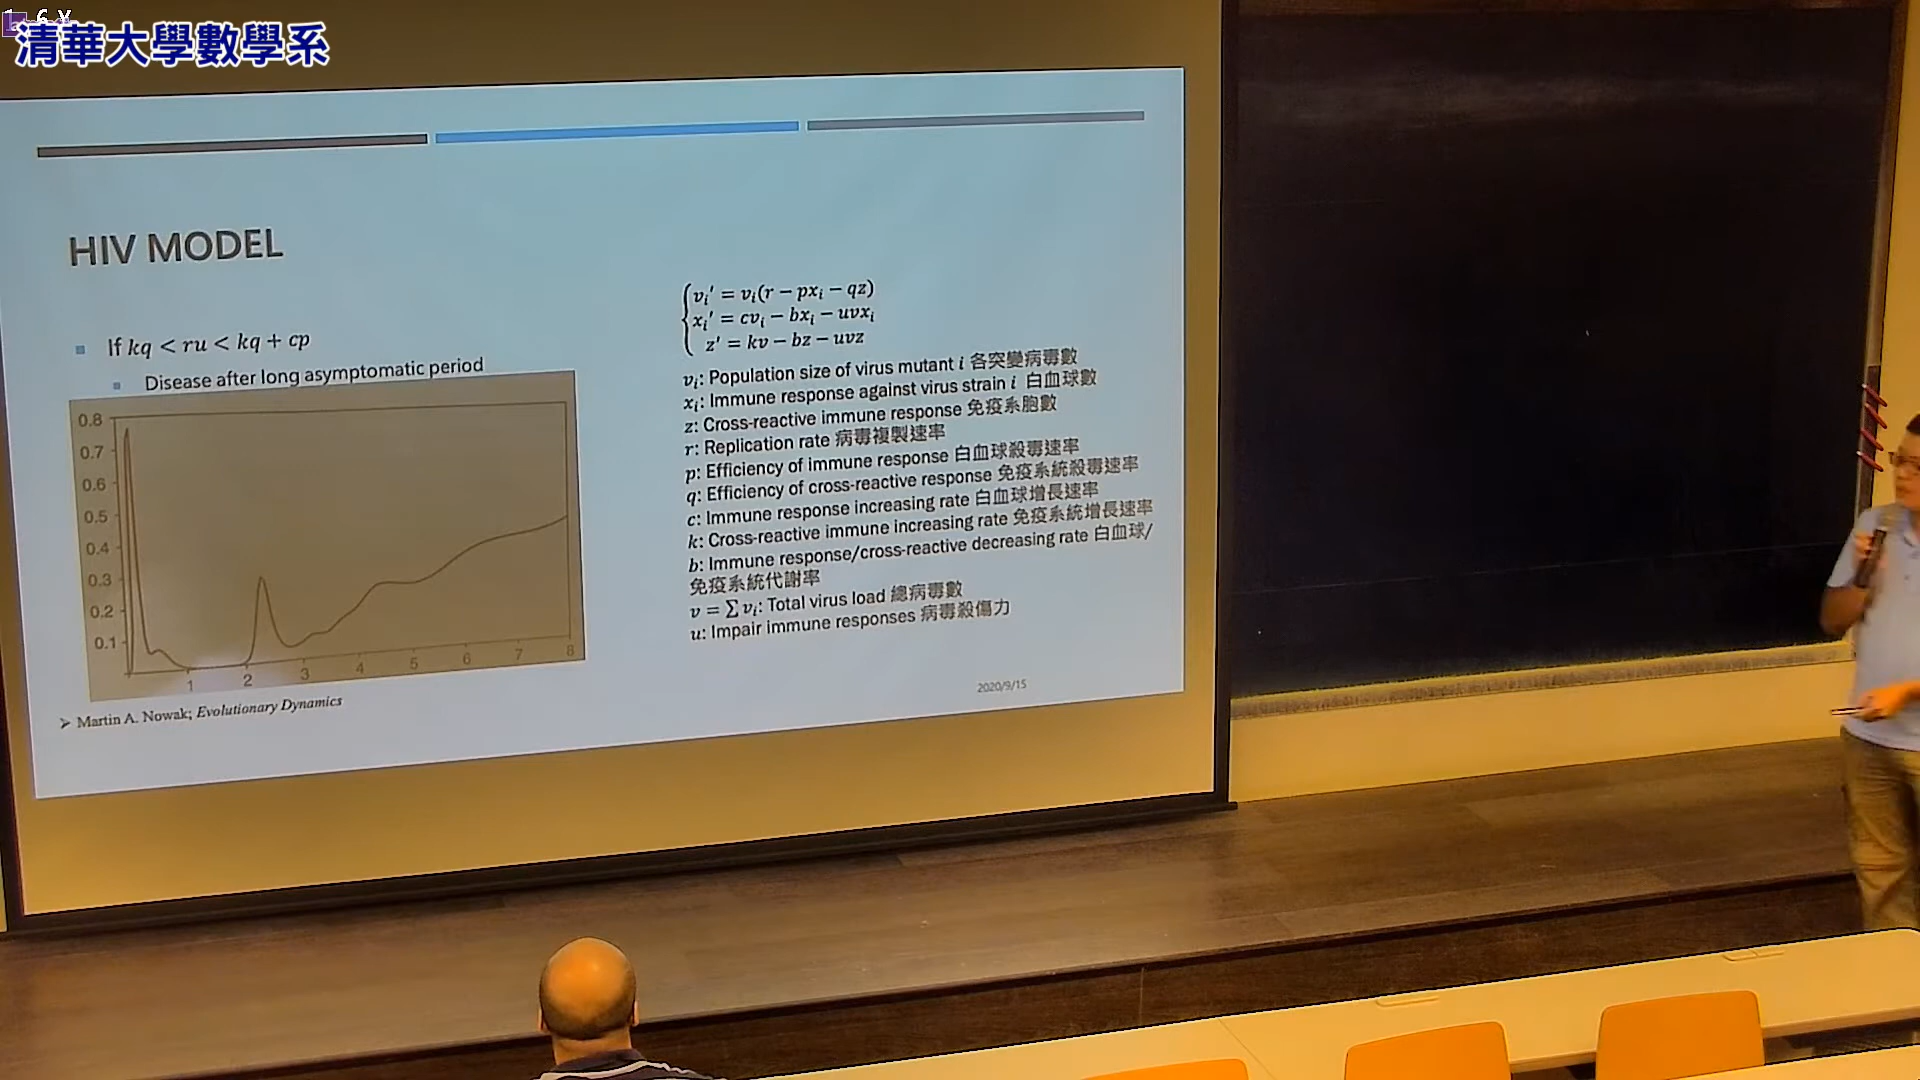 清華大學數學系
HIV MODEL
If kq < ru < kq + cp
Disease after long asymptomatic period
0.8
0.7
0.6
0.5
0.4
0.3
0.2
0.1
1 2 3 4 5 6 7 8
Martin A. Nowak; Evolutionary Dynamics
vᵢ′ = vᵢ(r − pxᵢ − qz)
xᵢ′ = cvᵢ − bxᵢ − uvxᵢ
z′ = kv − bz − uvz
vᵢ: Population size of virus mutant i 各突變病毒數
xᵢ: Immune response against virus strain i 白血球數
z: Cross-reactive immune response 免疫系胞數
r: Replication rate 病毒複製速率
p: Efficiency of immune response 白血球殺毒速率
q: Efficiency of cross-reactive response 免疫系統殺毒速率
c: Immune response increasing rate 白血球增長速率
k: Cross-reactive immune increasing rate 免疫系統增長速率
b: Immune response/cross-reactive decreasing rate 白血球/
免疫系統代謝率
v = ∑ vᵢ: Total virus load 總病毒數
u: Impair immune responses 病毒殺傷力
2020/9/15